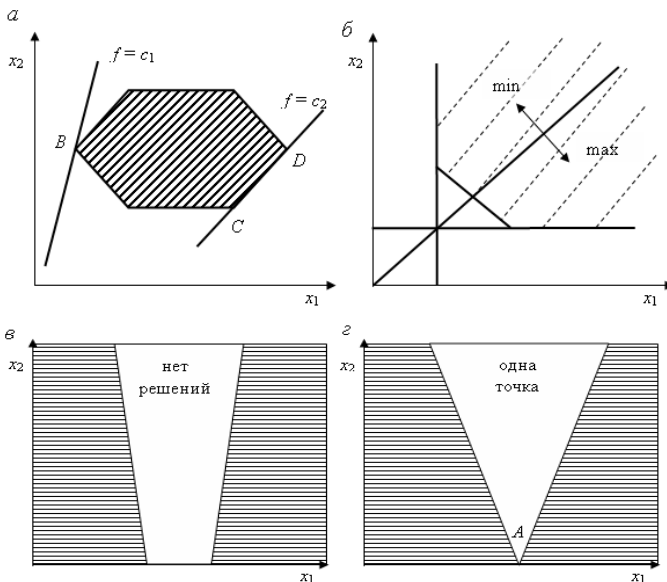 а
x2
f = c1
f = c2
B
D
C
x1
б
x2
min
max
x1
в
x2
нет
решений
x1
г
x2
одна
точка
A
x1